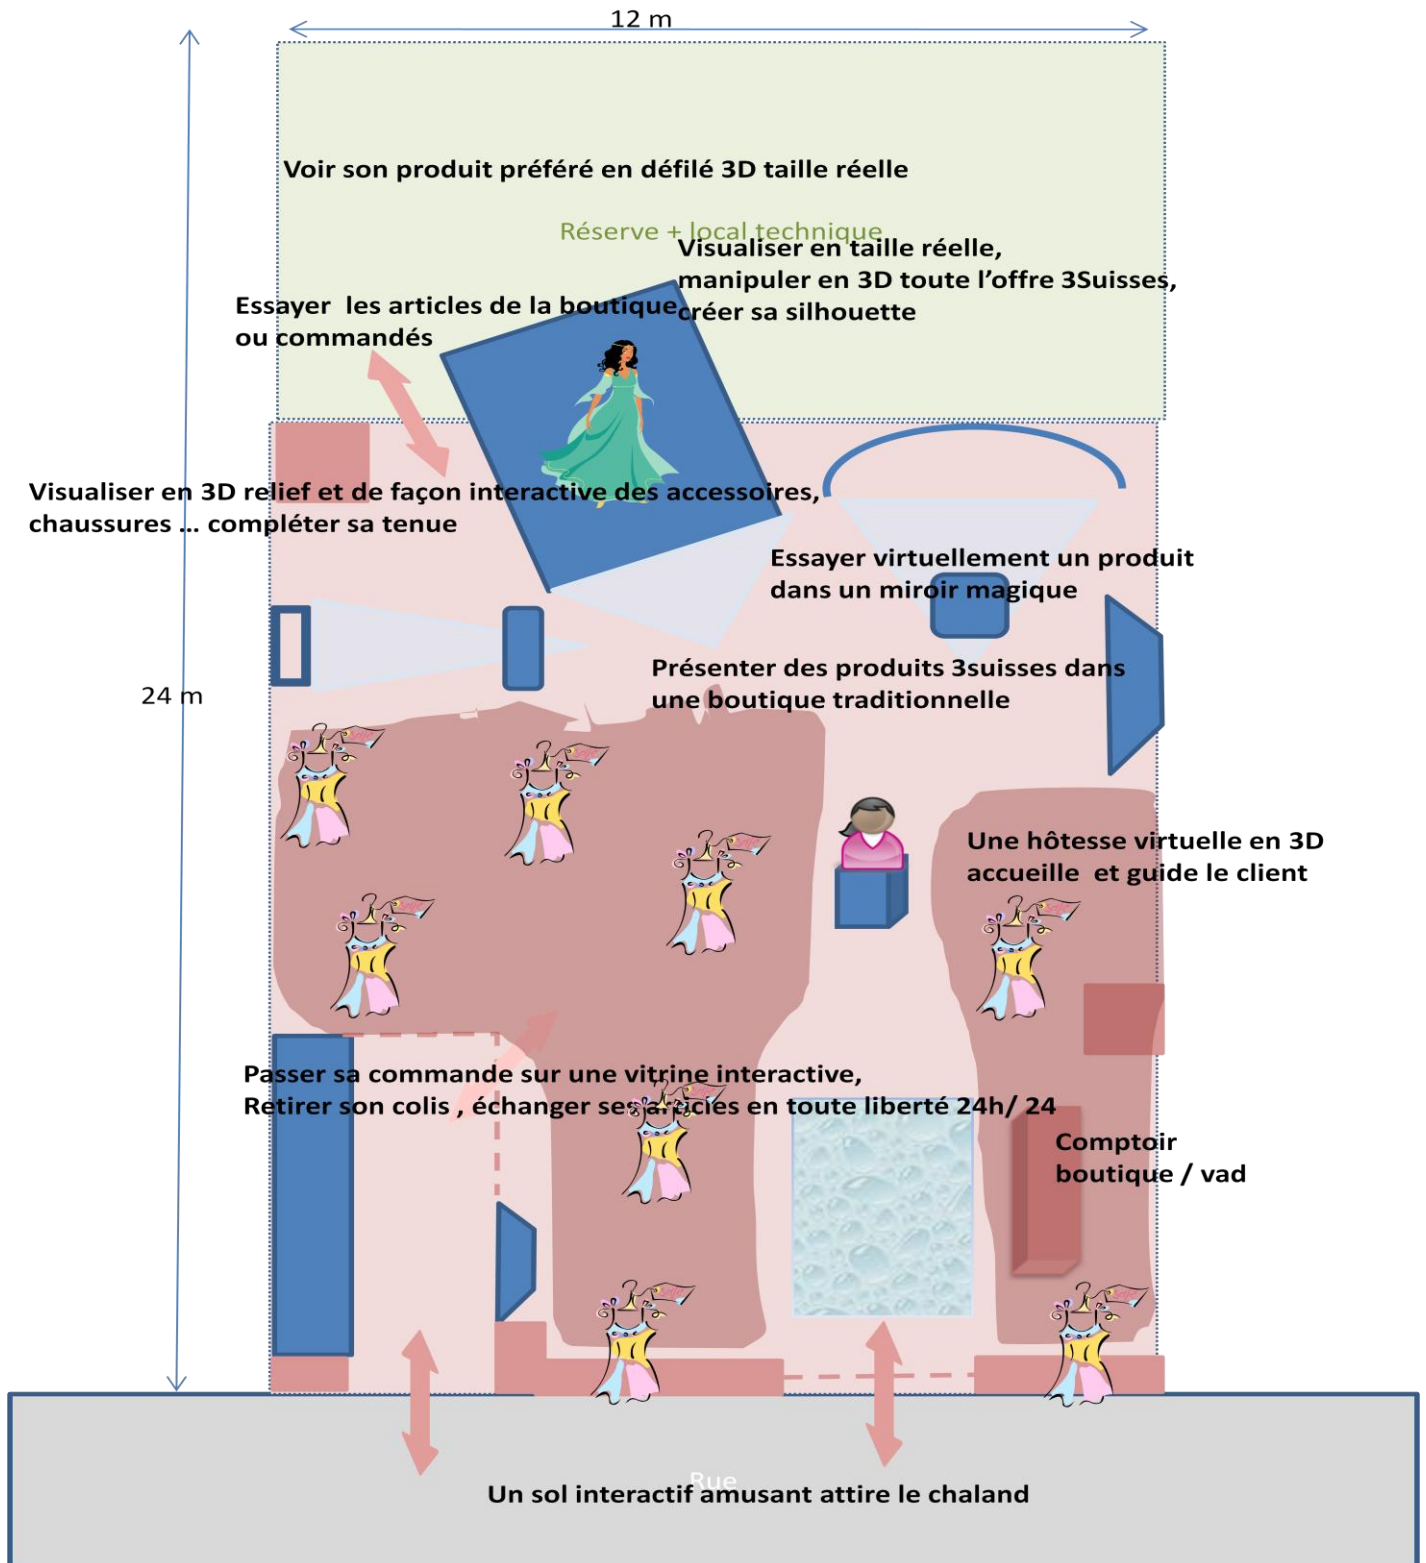 12 m
Voir son produit préféré en défilé 3D taille réelle
Réserve + local technique
Visualiser en taille réelle,
manipuler en 3D toute l’offre 3Suisses,
créer sa silhouette
Essayer les articles de la boutique
ou commandés
Visualiser en 3D relief et de façon interactive des accessoires,
chaussures ... compléter sa tenue
Essayer virtuellement un produit
dans un miroir magique
Présenter des produits 3suisses dans
une boutique traditionnelle
24 m
Une hôtesse virtuelle en 3D
accueille et guide le client
Passer sa commande sur une vitrine interactive,
Retirer son colis , échanger ses articles en toute liberté 24h/ 24
Comptoir
boutique / vad
Rue
Un sol interactif amusant attire le chaland